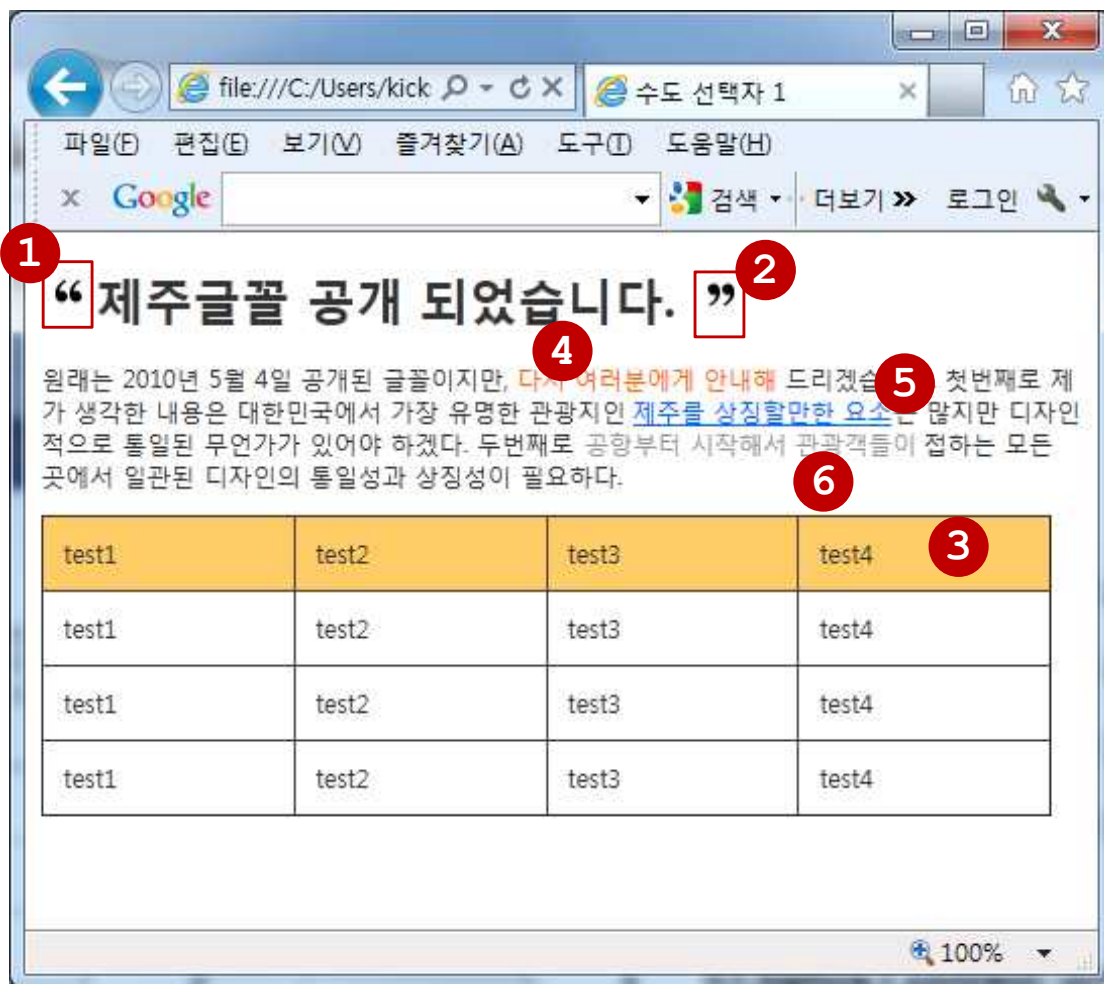 file:///C:/Users/kick
수도 선택자 1
파일(F) 편집(E) 보기(V) 즐겨찾기(A) 도구(T) 도움말(H)
x Google 검색 더보기 » 로그인
1 2
“ 제주글꼴 공개 되었습니다. ”
4 5
원래는 2010년 5월 4일 공개된 글꼴이지만, 다시 여러분에게 안내해 첫번째로 제
가 생각한 내용은 대한민국에서 가장 유명한 관광지인 제주를 상징할만한 요소는 많지만 디자인
적으로 통일된 무언가가 있어야 하겠다. 두번째로 공항부터 시작해서 관광객들이 접하는 모든
곳에서 일관된 디자인의 통일성과 상징성이 필요하다.
6
3
test1 test2 test3 test4
test1 test2 test3 test4
test1 test2 test3 test4
test1 test2 test3 test4
100%